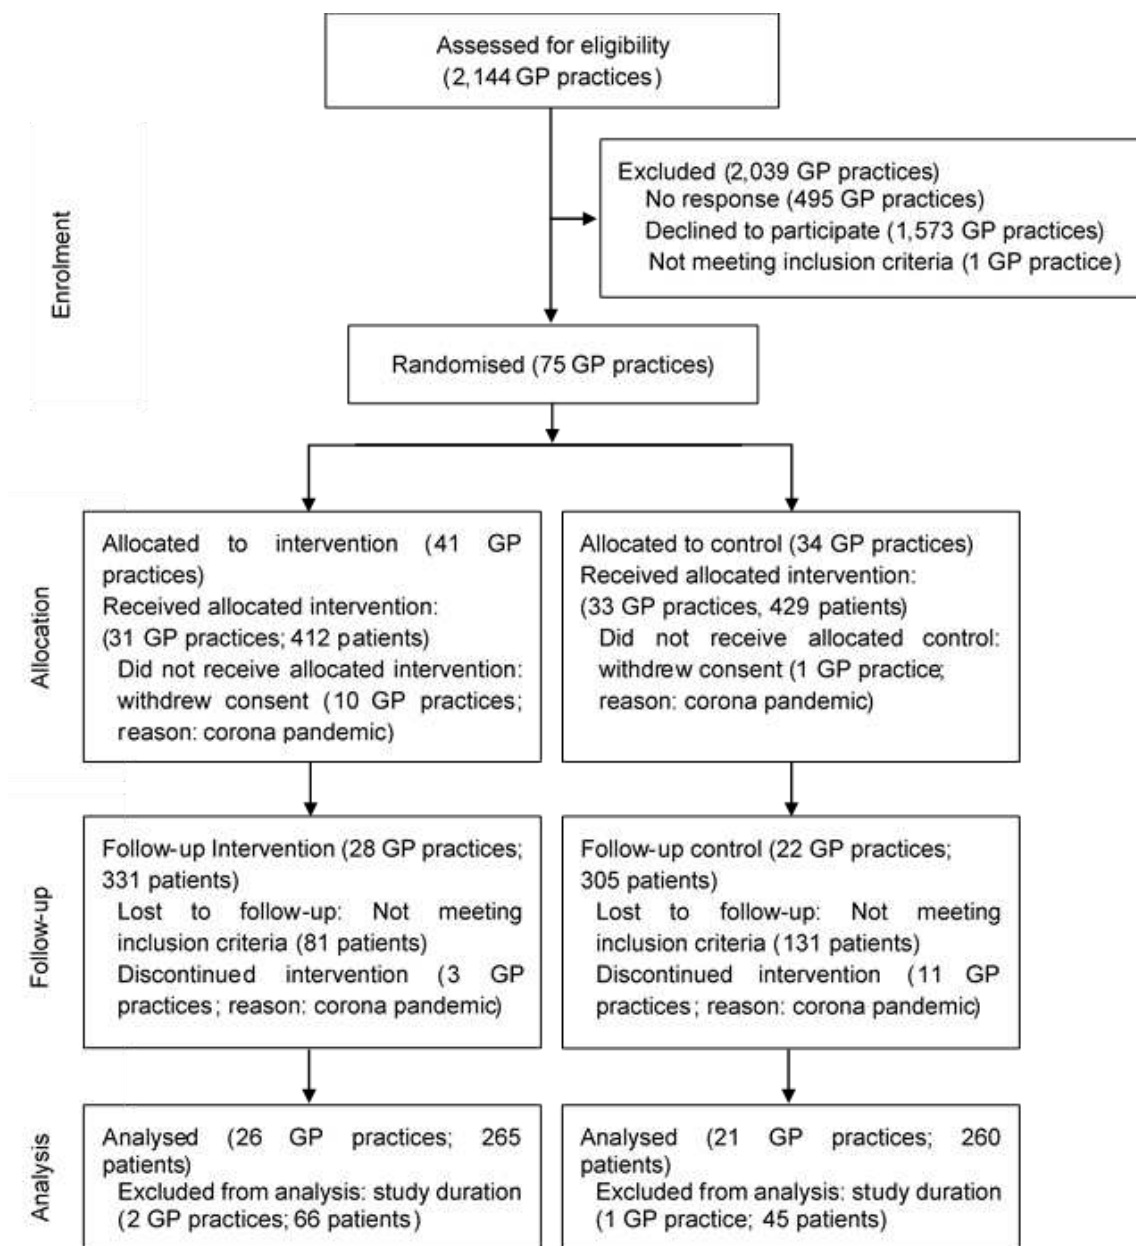 Assessed for eligibility
(2,144 GP practices)
Enrolment
Excluded (2,039 GP practices)
No response (495 GP practices)
Declined to participate (1,573 GP practices)
Not meeting inclusion criteria (1 GP practice)
Randomised (75 GP practices)
Allocation
Allocated to intervention (41 GP
practices)
Received allocated intervention:
(31 GP practices; 412 patients)
Did not receive allocated intervention:
withdrew consent (10 GP practices;
reason: corona pandemic)
Allocated to control (34 GP practices)
Received allocated intervention:
(33 GP practices, 429 patients)
Did not receive allocated control:
withdrew consent (1 GP practice;
reason: corona pandemic)
Follow-up
Follow-up Intervention (28 GP practices;
331 patients)
Lost to follow-up: Not meeting
inclusion criteria (81 patients)
Discontinued intervention (3 GP
practices; reason: corona pandemic)
Follow-up control (22 GP practices;
305 patients)
Lost to follow-up: Not meeting
inclusion criteria (131 patients)
Discontinued intervention (11 GP
practices; reason: corona pandemic)
Analysis
Analysed (26 GP practices; 265
patients)
Excluded from analysis: study duration
(2 GP practices; 66 patients)
Analysed (21 GP practices; 260
patients)
Excluded from analysis: study duration
(1 GP practice; 45 patients)